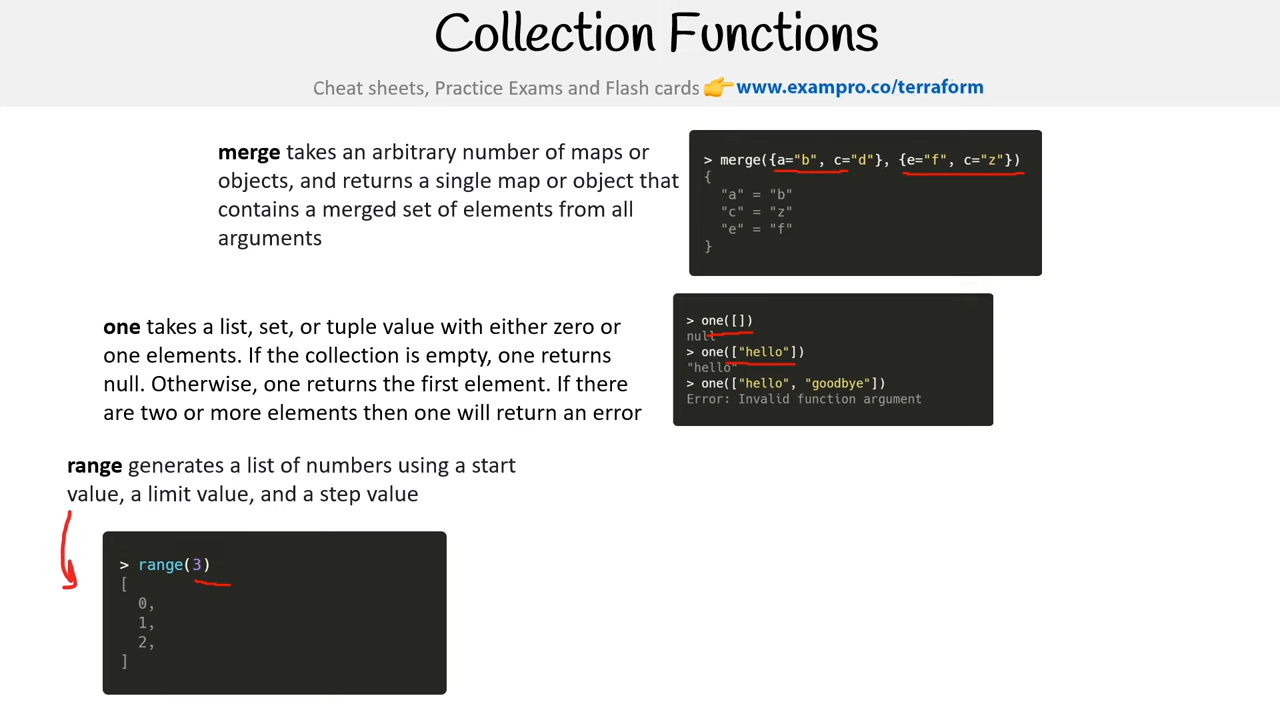 Collection Functions
Cheat sheets, Practice Exams and Flash cards 👉 www.exampro.co/terraform
merge takes an arbitrary number of maps or
objects, and returns a single map or object that
contains a merged set of elements from all
arguments
> merge({a="b", c="d"}, {e="f", c="z"})
{
  "a" = "b"
  "c" = "z"
  "e" = "f"
}
one takes a list, set, or tuple value with either zero or
one elements. If the collection is empty, one returns
null. Otherwise, one returns the first element. If there
are two or more elements then one will return an error
> one([])
null
> one(["hello"])
"hello"
> one(["hello", "goodbye"])
Error: Invalid function argument
range generates a list of numbers using a start
value, a limit value, and a step value
> range(3)
[
  0,
  1,
  2,
]